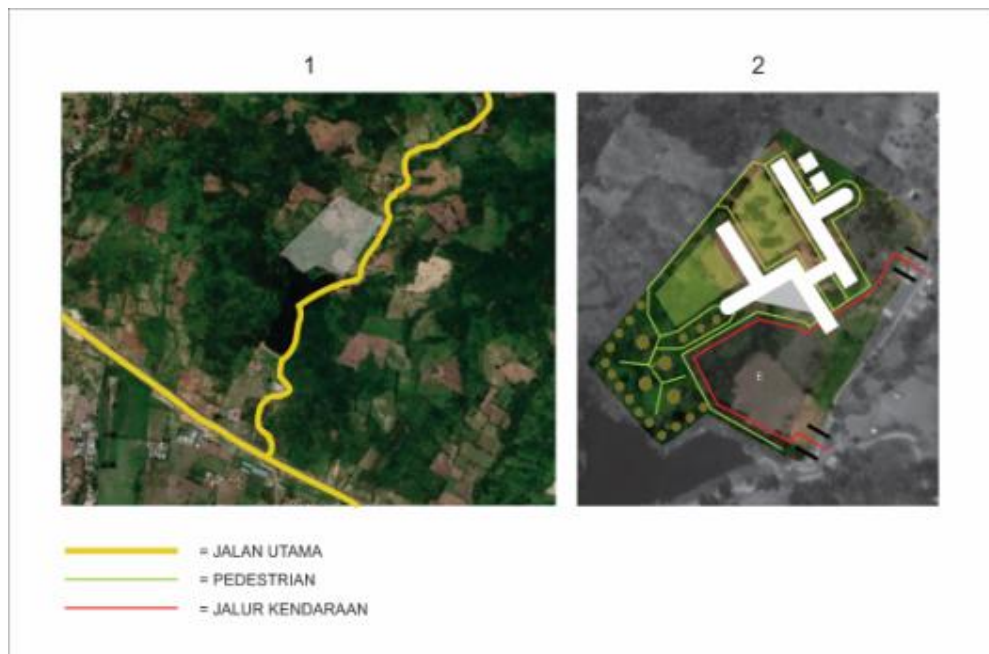 1
2
= JALAN UTAMA
= PEDESTRIAN
= JALUR KENDARAAN